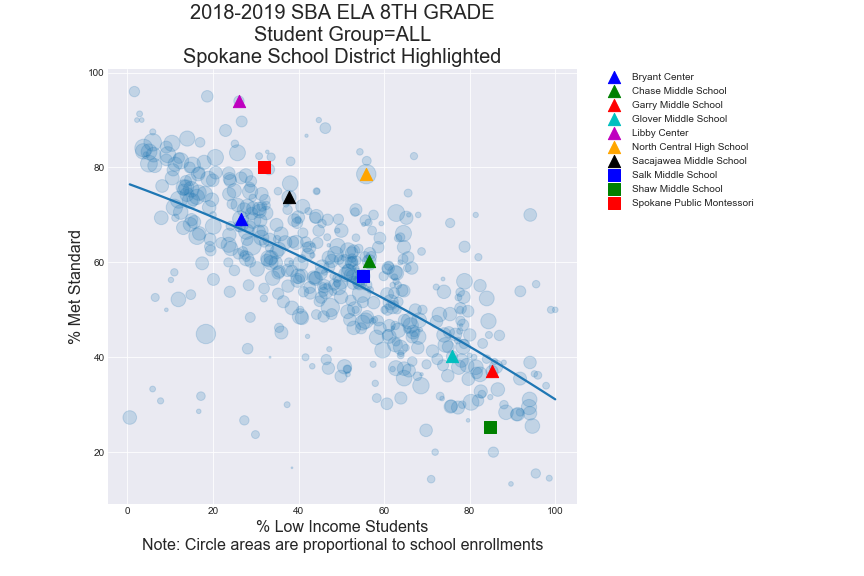 2018-2019 SBA ELA 8TH GRADE
Student Group=ALL
Spokane School District Highlighted
100
80
60
40
20
% Met Standard
0
20
40
60
80
100
% Low Income Students
Note: Circle areas are proportional to school enrollments
Bryant Center
Chase Middle School
Garry Middle School
Glover Middle School
Libby Center
North Central High School
Sacajawea Middle School
Salk Middle School
Shaw Middle School
Spokane Public Montessori